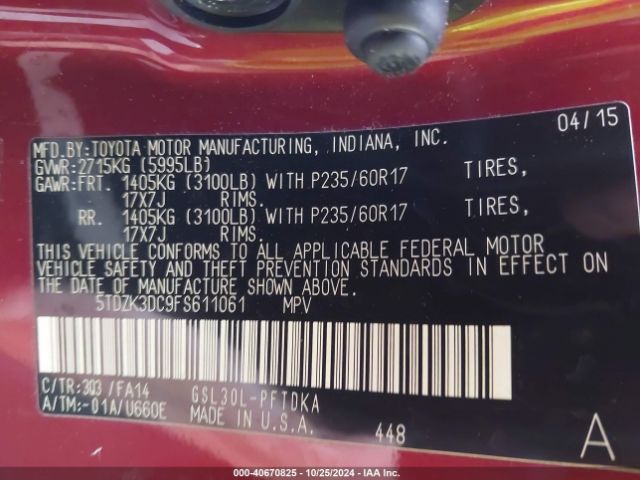 MFD.BY:TOYOTA MOTOR MANUFACTURING, INDIANA, INC. 04/15
GVWR:2715KG (5995LB)
GAWR:FRT. 1405KG (3100LB) WITH P235/60R17 TIRES,
17X7J RIMS.
RR. 1405KG (3100LB) WITH P235/60R17 TIRES,
17X7J RIMS.
THIS VEHICLE CONFORMS TO ALL APPLICABLE FEDERAL MOTOR
VEHICLE SAFETY AND THEFT PREVENTION STANDARDS IN EFFECT ON
THE DATE OF MANUFACTURE SHOWN ABOVE.
5TDZK3DC9FS611061 MPV
C/TR:303/FA14 GSL30L-PFTDKA
A/TM:-01A/U660E MADE IN U.S.A. 448 A
000-40670825 - 10/25/2024 - IAA Inc.